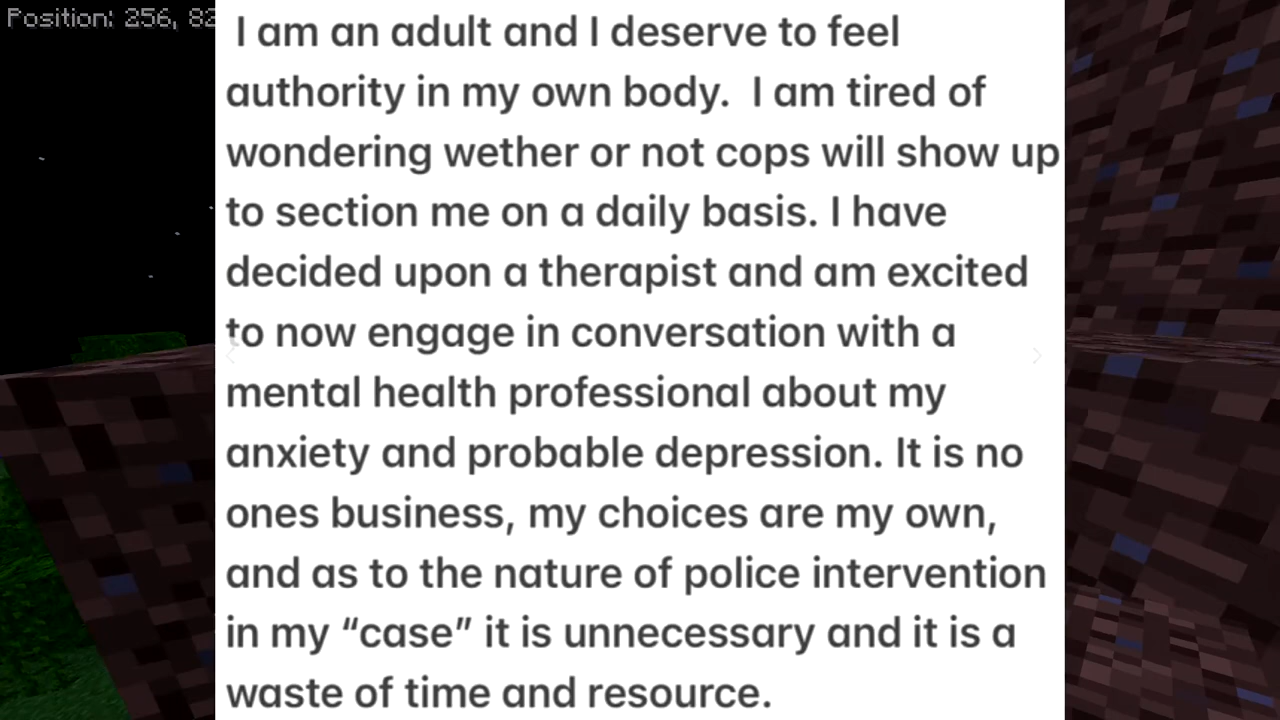 Position: 256, 82
I am an adult and I deserve to feel
authority in my own body.  I am tired of
wondering wether or not cops will show up
to section me on a daily basis. I have
decided upon a therapist and am excited
to now engage in conversation with a
mental health professional about my
anxiety and probable depression. It is no
ones business, my choices are my own,
and as to the nature of police intervention
in my “case” it is unnecessary and it is a
waste of time and resource.